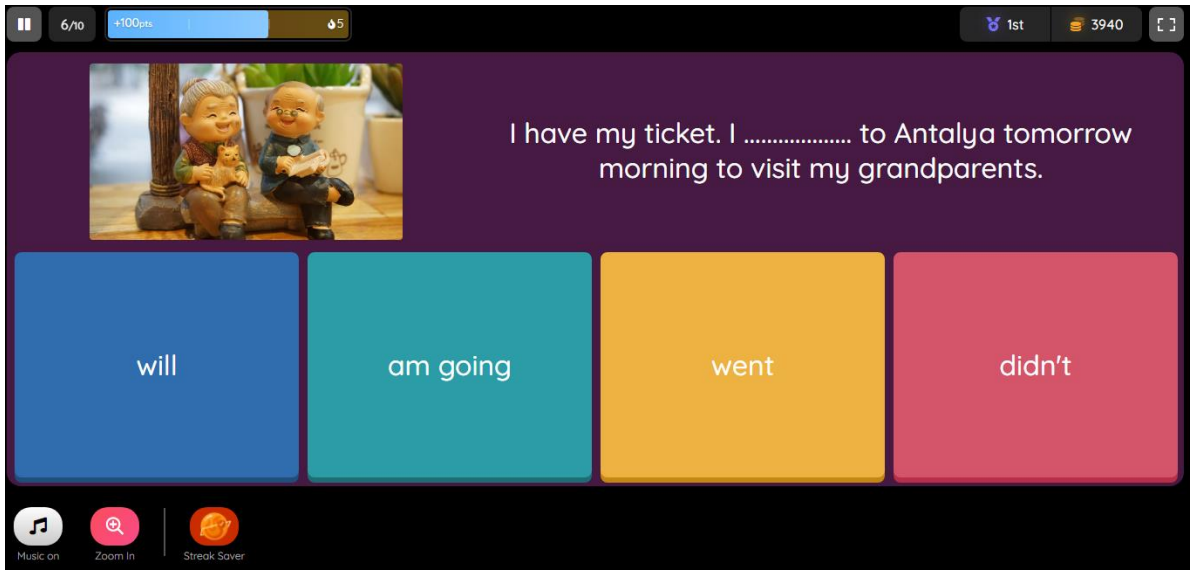 6/10
+100pts
5
1st
3940
I have my ticket. I .................. to Antalya tomorrow
morning to visit my grandparents.
will
am going
went
didn't
Music on
Zoom In
Streak Saver